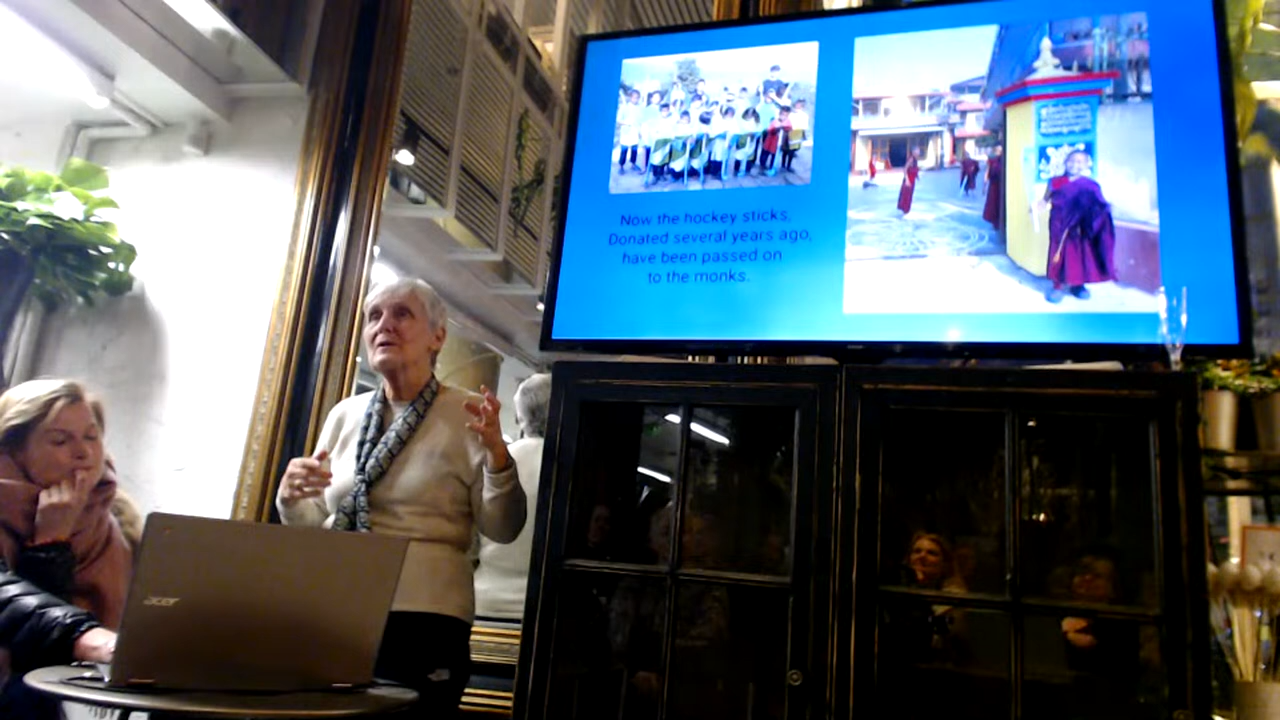 Now the hockey sticks,
Donated several years ago,
have been passed on
to the monks.
acer